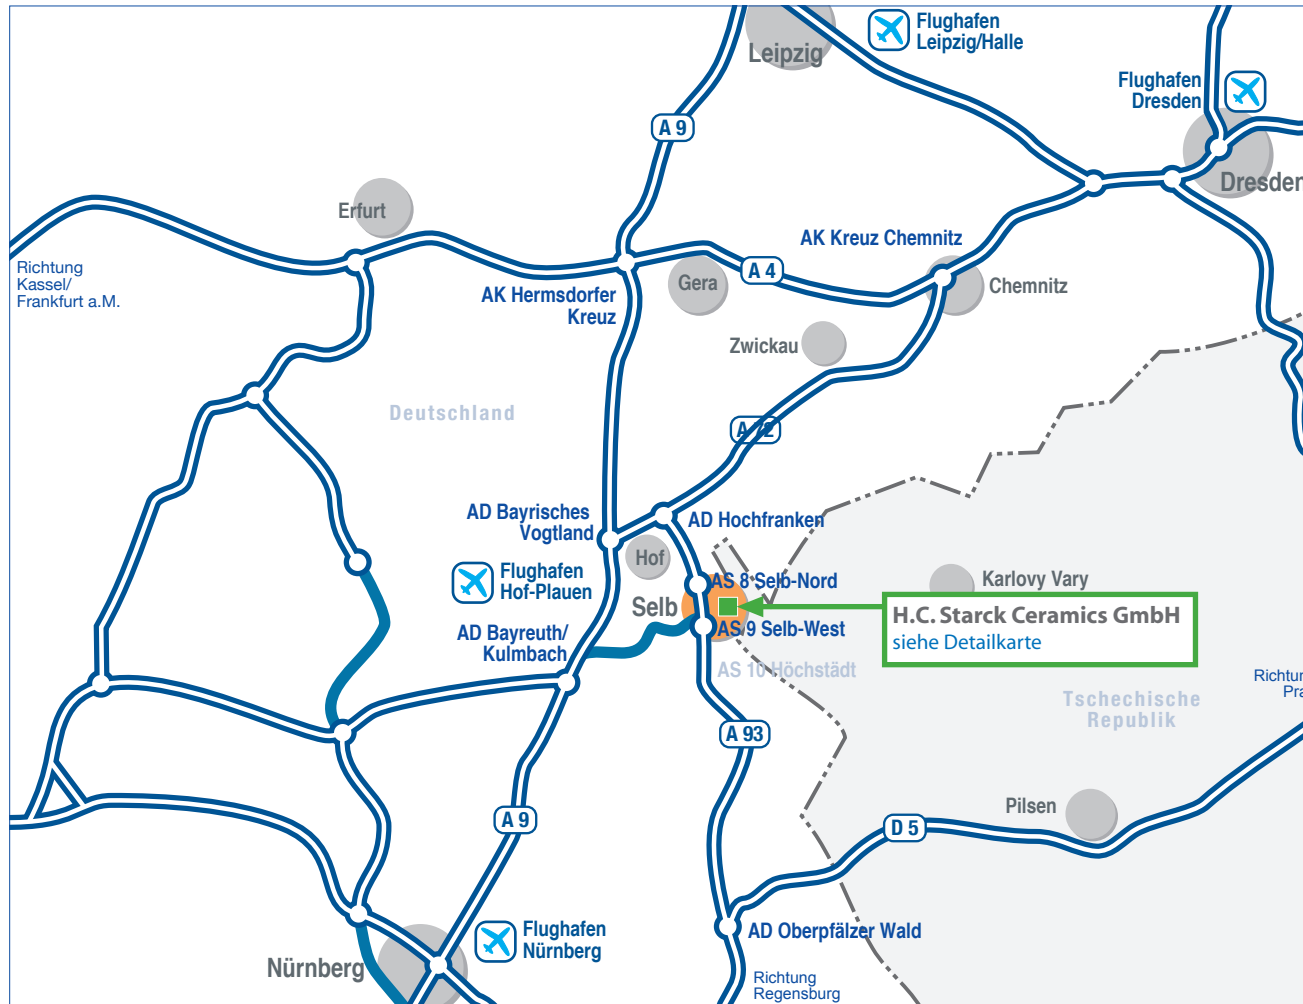 Flughafen
Leipzig/Halle
Leipzig
Flughafen
Dresden
A 9
Dresden
Erfurt
AK Kreuz Chemnitz
Richtung
Kassel/
Frankfurt a.M.
A 4
Gera
Chemnitz
AK Hermsdorfer
Kreuz
Zwickau
Deutschland
A 72
AD Bayrisches
Vogtland
AD Hochfranken
Hof
Flughafen
Hof-Plauen
AS 8 Selb-Nord
Karlovy Vary
Selb
H.C. Starck Ceramics GmbH
siehe Detailkarte
AS 9 Selb-West
AD Bayreuth/
Kulmbach
AS 10 Höchstädt
Richtun
Pra
Tschechische
Republik
A 93
Pilsen
A 9
D 5
Flughafen
Nürnberg
AD Oberpfälzer Wald
Nürnberg
Richtung
Regensburg